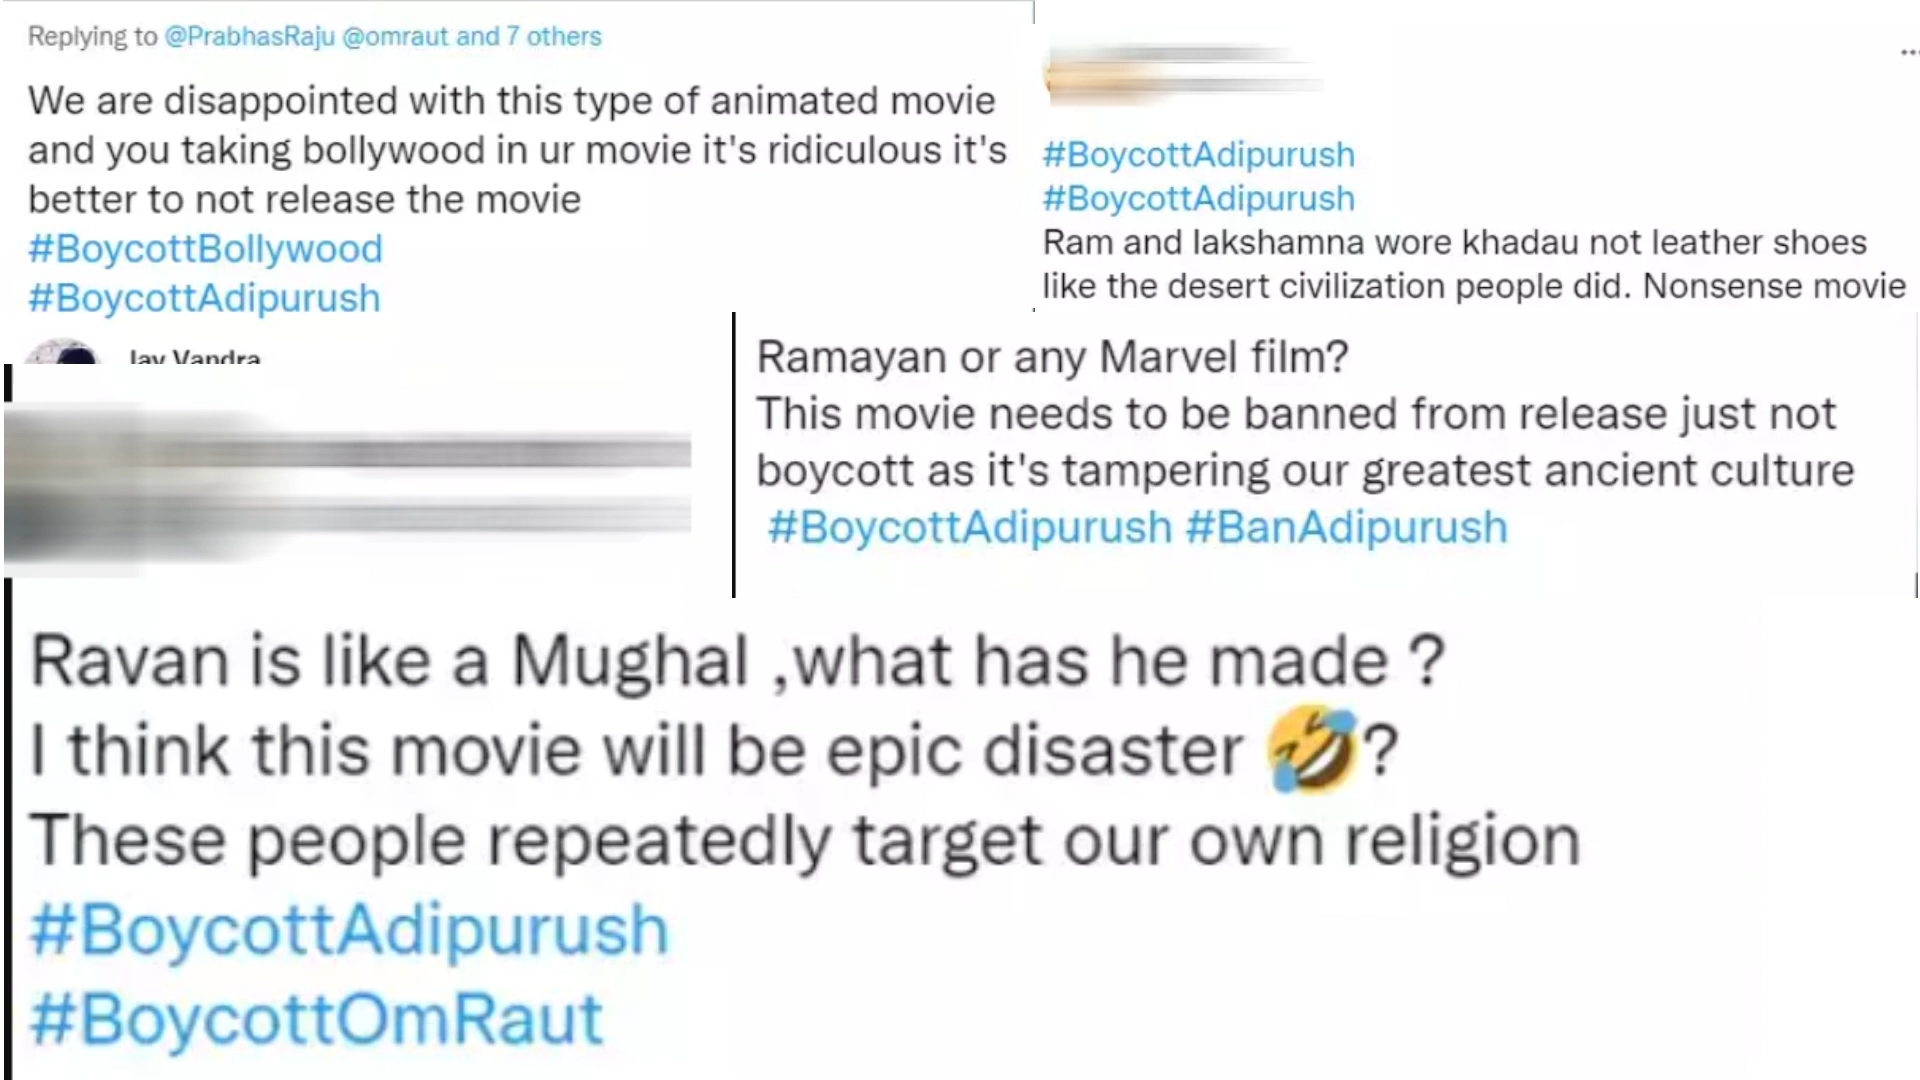 Replying to @PrabhasRaju @omraut and 7 others
We are disappointed with this type of animated movie
and you taking bollywood in ur movie it's ridiculous it's
better to not release the movie
#BoycottBollywood
#BoycottAdipurush
Jay Vandra
#BoycottAdipurush
#BoycottAdipurush
Ram and lakshamna wore khadau not leather shoes
like the desert civilization people did. Nonsense movie
Ramayan or any Marvel film?
This movie needs to be banned from release just not
boycott as it's tampering our greatest ancient culture
#BoycottAdipurush #BanAdipurush
Ravan is like a Mughal ,what has he made ?
I think this movie will be epic disaster 🤣?
These people repeatedly target our own religion
#BoycottAdipurush
#BoycottOmRaut